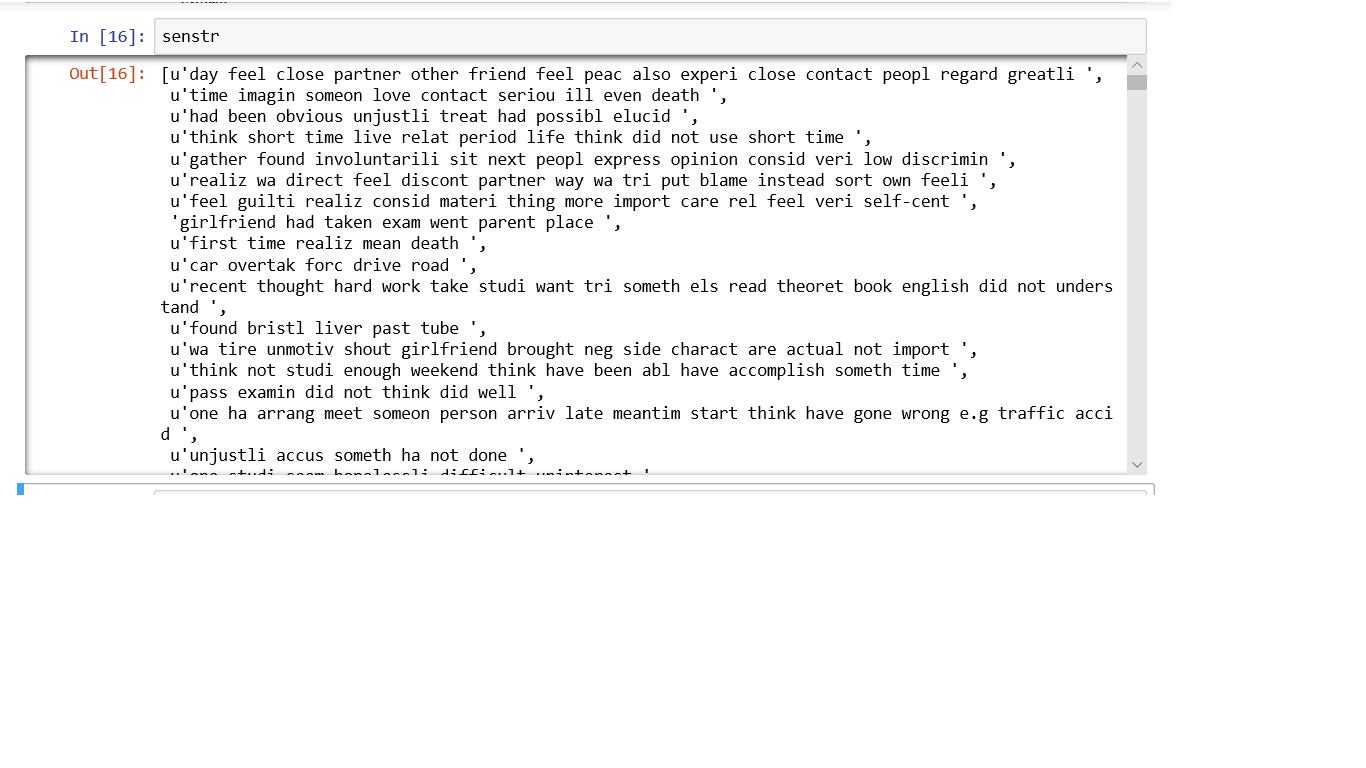 In [16]: senstr
Out[16]: [u'day feel close partner other friend feel peac also experi close contact peopl regard greatli ',
u'time imagin someon love contact seriou ill even death ',
u'had been obvious unjustli treat had possibl elucid ',
u'think short time live relat period life think did not use short time ',
u'gather found involuntarili sit next peopl express opinion consid veri low discrimin ',
u'realiz wa direct feel discont partner way wa tri put blame instead sort own feeli ',
u'feel guilti realiz consid materi thing more import care rel feel veri self-cent ',
'girlfriend had taken exam went parent place ',
u'first time realiz mean death ',
u'car overtak forc drive road ',
u'recent thought hard work take studi want tri someth els read theoret book english did not unders
tand ',
u'found bristl liver past tube ',
u'wa tire unmotiv shout girlfriend brought neg side charact are actual not import ',
u'think not studi enough weekend think have been abl have accomplish someth time ',
u'pass examin did not think did well ',
u'one ha arrang meet someon person arriv late meantim start think have gone wrong e.g traffic acci
d ',
u'unjustli accus someth ha not done ',
u'one studi seem hopelessli difficult uninterest '